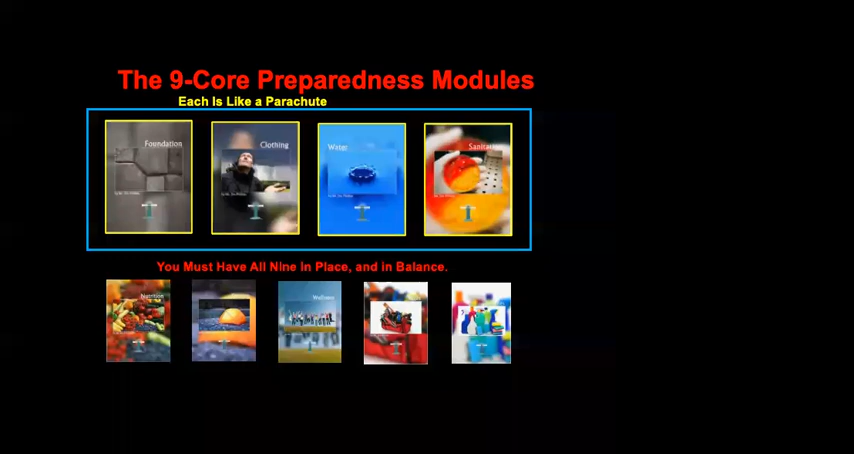 The 9-Core Preparedness Modules
Each Is Like a Parachute
Foundation
Clothing
Water
Sanitation
You Must Have All Nine In Place, and in Balance.
Nutrition
Wellness